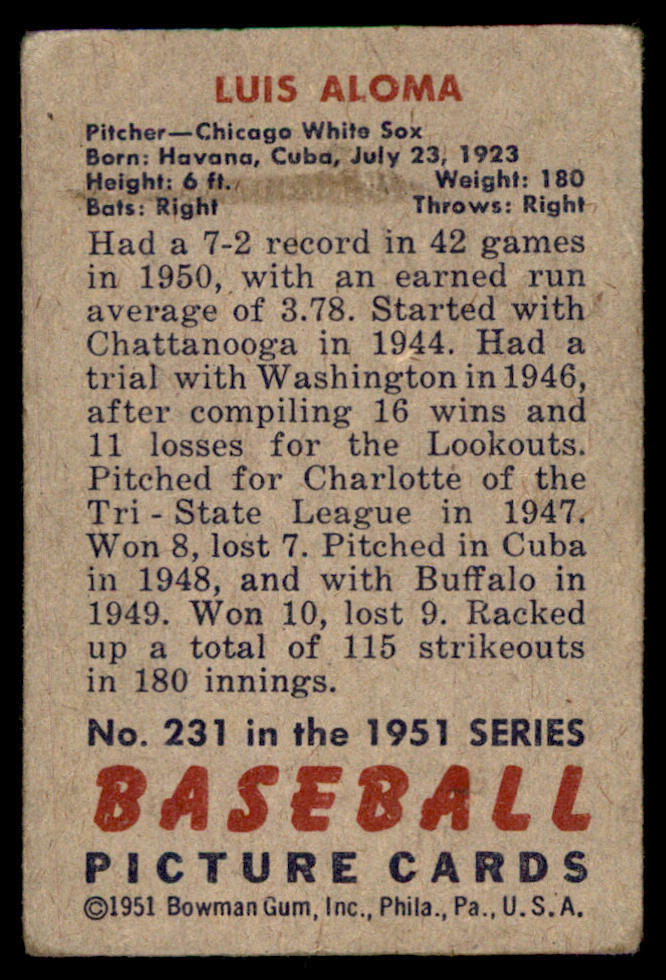 LUIS ALOMA
Pitcher—Chicago White Sox
Born: Havana, Cuba, July 23, 1923
Height: 6 ft. Weight: 180
Bats: Right Throws: Right
Had a 7-2 record in 42 games
in 1950, with an earned run
average of 3.78. Started with
Chattanooga in 1944. Had a
trial with Washington in 1946,
after compiling 16 wins and
11 losses for the Lookouts.
Pitched for Charlotte of the
Tri - State League in 1947.
Won 8, lost 7. Pitched in Cuba
in 1948, and with Buffalo in
1949. Won 10, lost 9. Racked
up a total of 115 strikeouts
in 180 innings.
No. 231 in the 1951 SERIES
BASEBALL
PICTURE CARDS
©1951 Bowman Gum, Inc., Phila., Pa., U. S. A.